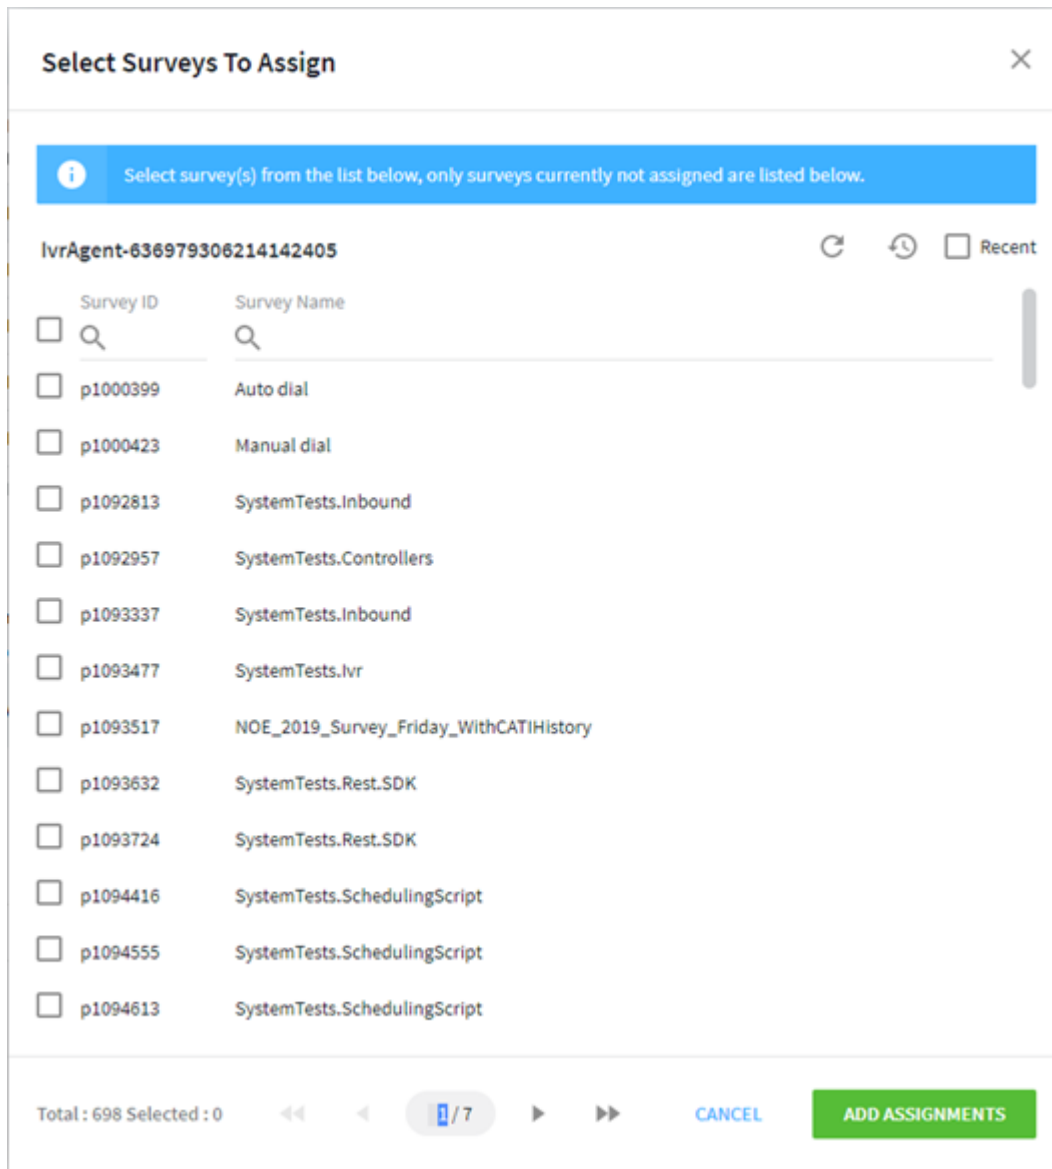 Select Surveys To Assign
Select survey(s) from the list below, only surveys currently not assigned are listed below.
IvrAgent-636979306214142405 Recent
Survey ID Survey Name
p1000399 Auto dial
p1000423 Manual dial
p1092813 SystemTests.Inbound
p1092957 SystemTests.Controllers
p1093337 SystemTests.Inbound
p1093477 SystemTests.Ivr
p1093517 NOE_2019_Survey_Friday_WithCATIHistory
p1093632 SystemTests.Rest.SDK
p1093724 SystemTests.Rest.SDK
p1094416 SystemTests.SchedulingScript
p1094555 SystemTests.SchedulingScript
p1094613 SystemTests.SchedulingScript
Total : 698 Selected : 0 1 / 7 CANCEL ADD ASSIGNMENTS